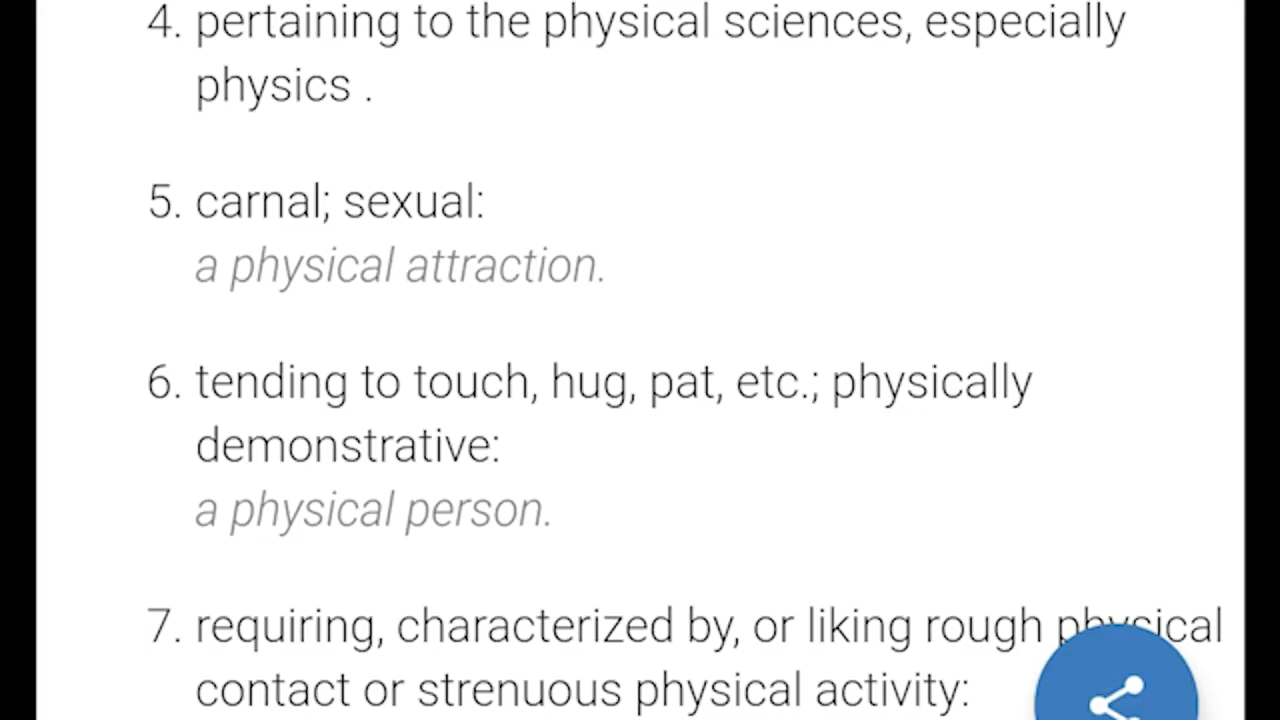 4. pertaining to the physical sciences, especially
physics .
5. carnal; sexual:
a physical attraction.
6. tending to touch, hug, pat, etc.; physically
demonstrative:
a physical person.
7. requiring, characterized by, or liking rough physical
contact or strenuous physical activity: